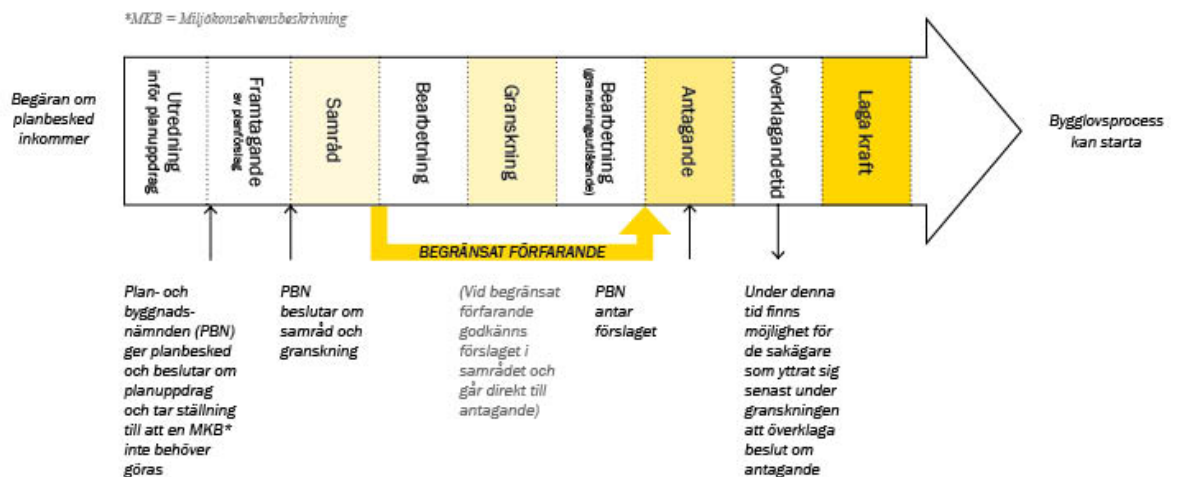 *MKB = Miljökonsekvensbeskrivning
Begäran om
planbesked
inkommer
Utredning
inför planuppdrag
Framtagande
av planförslag
Samråd
Bearbetning
Granskning
Bearbetning
(granskningsutlåtande)
Antagande
Överklagandetid
Laga kraft
Bygglovsprocess
kan starta
BEGRÄNSAT FÖRFARANDE
Plan- och
byggnads-
nämnden (PBN)
ger planbesked
och beslutar om
planuppdrag
och tar ställning
till att en MKB*
inte behöver
göras
PBN
beslutar om
samråd och
granskning
(Vid begränsat
förfarande
godkänns
förslaget i
samrådet och
går direkt till
antagande)
PBN
antar
förslaget
Under denna
tid finns
möjlighet för
de sakägare
som yttrat sig
senast under
granskningen
att överklaga
beslut om
antagande